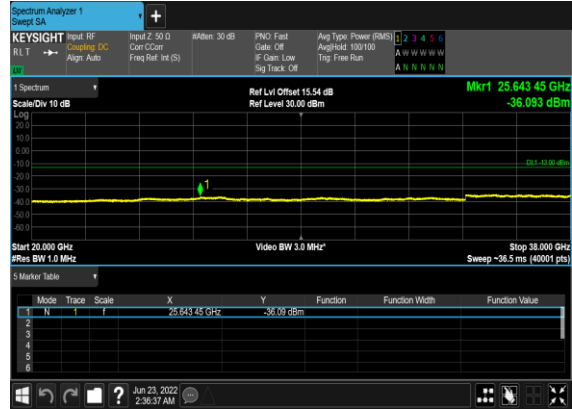 Spectrum Analyzer 1
Swept SA
+
KEYSIGHT Input: RF Input Z: 50 Ω #Atten: 30 dB PNO: Fast Avg Type: Power (RMS) 1 2 3 4 5 6
RLT Coupling: DC Corr CCorr Gate: Off Avg|Hold: 100/100 A W W W W W
Align: Auto Freq Ref: Int (S) IF Gain: Low Trig: Free Run
Sig Track: Off A N N N N N
1 Spectrum Ref Lvl Offset 15.54 dB Mkr1 25.643 45 GHz
Scale/Div 10 dB Ref Level 30.00 dBm -36.093 dBm
Log
20.0
10.0
0.00
-10.0 DL1 -13.00 dBm
-20.0
-30.0 1
-40.0
-50.0
-60.0
Start 20.000 GHz Video BW 3.0 MHz* Stop 38.000 GHz
#Res BW 1.0 MHz Sweep ~36.5 ms (40001 pts)
5 Marker Table
Mode Trace Scale X Y Function Function Width Function Value
1 N 1 f 25.643 45 GHz -36.09 dBm
2
3
4
5
6
? Jun 23, 2022
2:36:37 AM